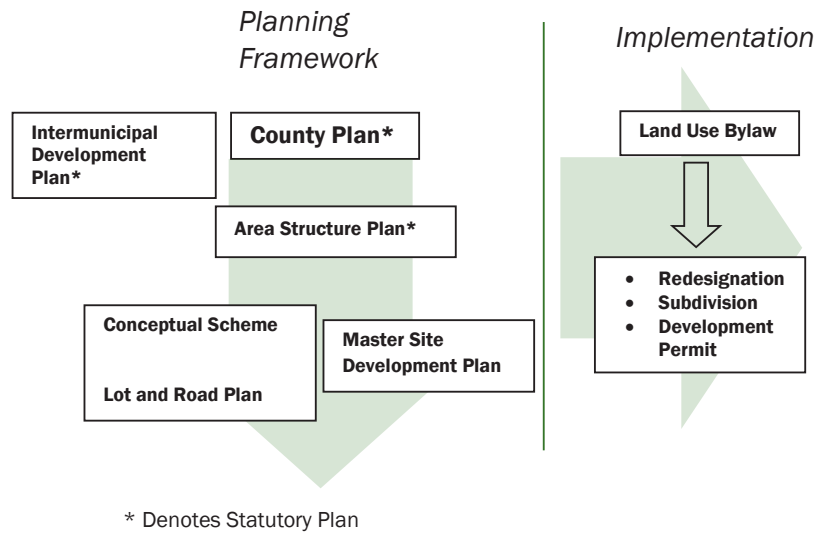 Planning
Framework
Implementation
Intermunicipal
Development
Plan*
County Plan*
Area Structure Plan*
Conceptual Scheme
Lot and Road Plan
Master Site
Development Plan
Land Use Bylaw
• Redesignation
• Subdivision
• Development
Permit
* Denotes Statutory Plan